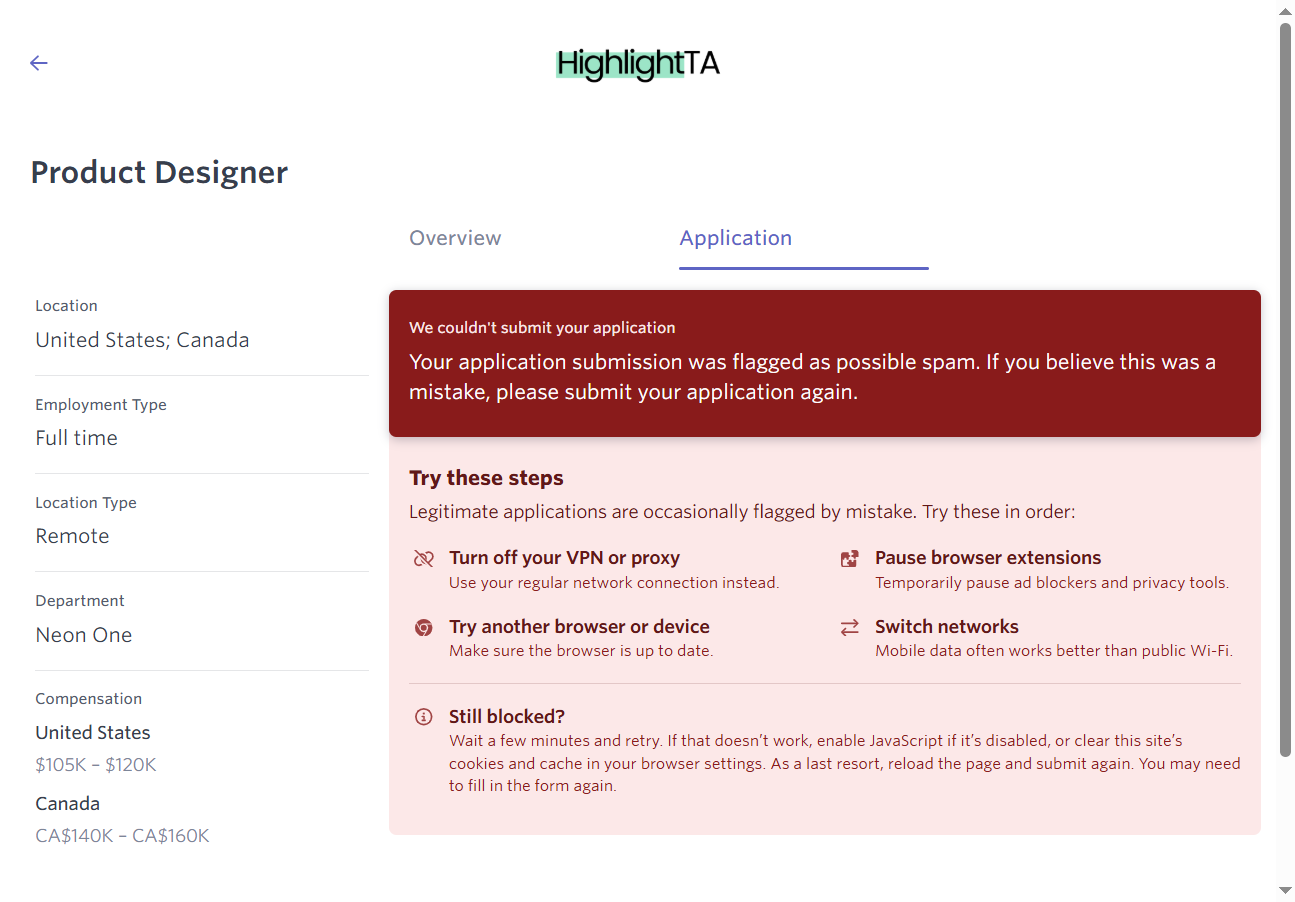 HighlightTA
Product Designer
Overview
Application
Location
United States; Canada
Employment Type
Full time
Location Type
Remote
Department
Neon One
Compensation
United States
$105K – $120K
Canada
CA$140K – CA$160K
We couldn't submit your application
Your application submission was flagged as possible spam. If you believe this was a
mistake, please submit your application again.
Try these steps
Legitimate applications are occasionally flagged by mistake. Try these in order:
Turn off your VPN or proxy
Use your regular network connection instead.
Pause browser extensions
Temporarily pause ad blockers and privacy tools.
Try another browser or device
Make sure the browser is up to date.
Switch networks
Mobile data often works better than public Wi-Fi.
Still blocked?
Wait a few minutes and retry. If that doesn’t work, enable JavaScript if it’s disabled, or clear this site’s
cookies and cache in your browser settings. As a last resort, reload the page and submit again. You may need
to fill in the form again.